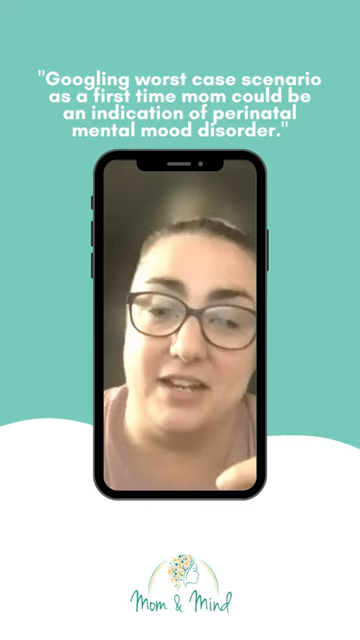 "Googling worst case scenario
as a first time mom could be
an indication of perinatal
mental mood disorder."
Mom & Mind